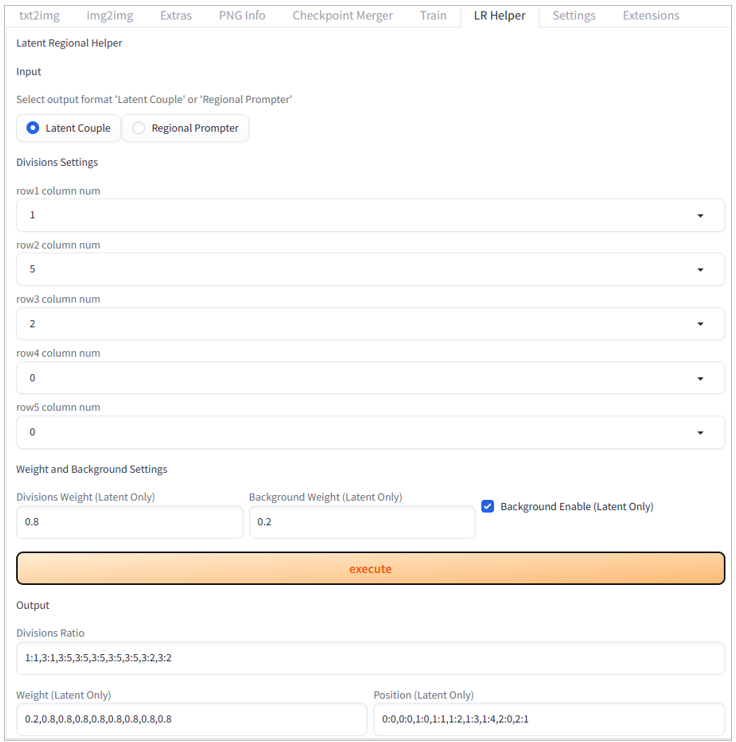 txt2img img2img Extras PNG Info Checkpoint Merger Train LR Helper Settings Extensions
Latent Regional Helper
Input
Select output format 'Latent Couple' or 'Regional Prompter'
Latent Couple Regional Prompter
Divisions Settings
row1 column num
1
row2 column num
5
row3 column num
2
row4 column num
0
row5 column num
0
Weight and Background Settings
Divisions Weight (Latent Only) Background Weight (Latent Only) Background Enable (Latent Only)
0.8 0.2
execute
Output
Divisions Ratio
1:1,3:1,3:5,3:5,3:5,3:5,3:5,3:2,3:2
Weight (Latent Only) Position (Latent Only)
0.2,0.8,0.8,0.8,0.8,0.8,0.8,0.8,0.8 0:0,0:0,1:0,1:1,1:2,1:3,1:4,2:0,2:1